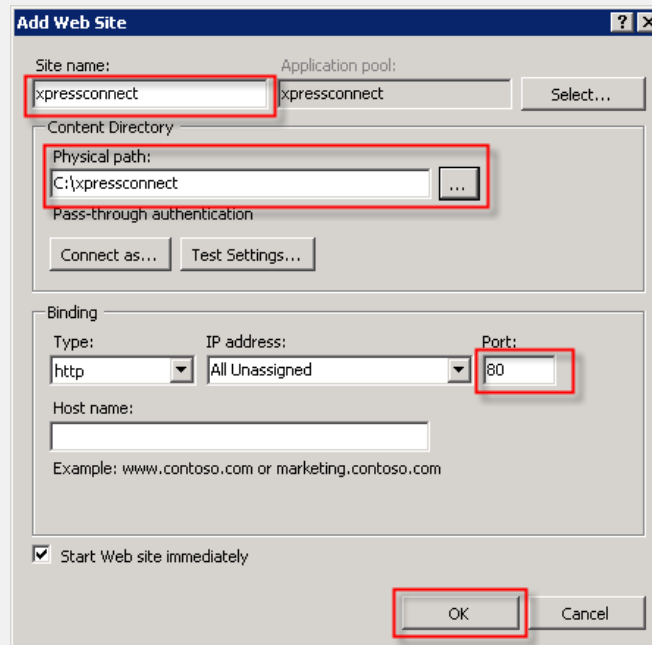 Add Web Site
Site name: Application pool:
xpressconnect xpressconnect Select...
Content Directory
Physical path:
C:\xpressconnect ...
Pass-through authentication
Connect as... Test Settings...
Binding
Type: IP address: Port:
http All Unassigned 80
Host name:
Example: www.contoso.com or marketing.contoso.com
Start Web site immediately
OK Cancel